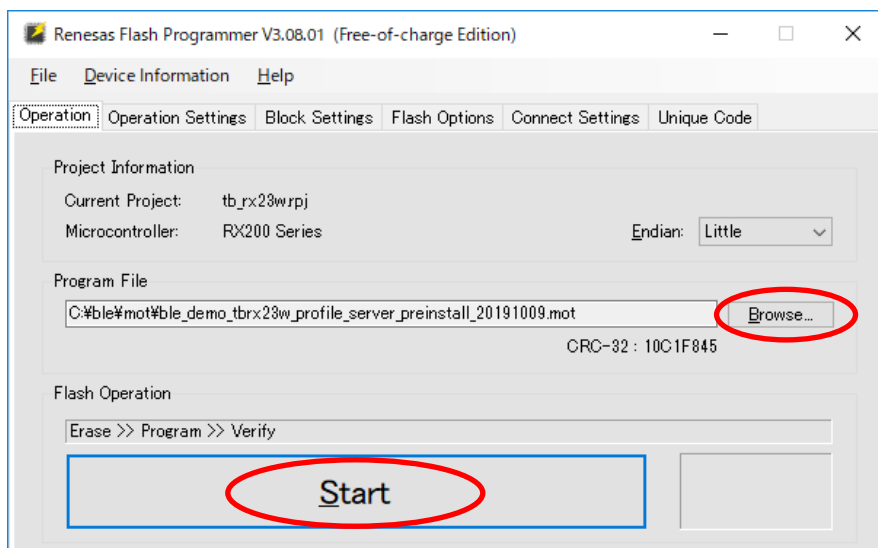 Renesas Flash Programmer V3.08.01 (Free-of-charge Edition)
File Device Information Help
Operation Operation Settings Block Settings Flash Options Connect Settings Unique Code
Project Information
Current Project: tb_rx23w.rpj
Microcontroller: RX200 Series Endian: Little
Program File
C:¥ble¥mot¥ble_demo_tbrx23w_profile_server_preinstall_20191009.mot Browse...
CRC-32 : 10C1F845
Flash Operation
Erase >> Program >> Verify
Start